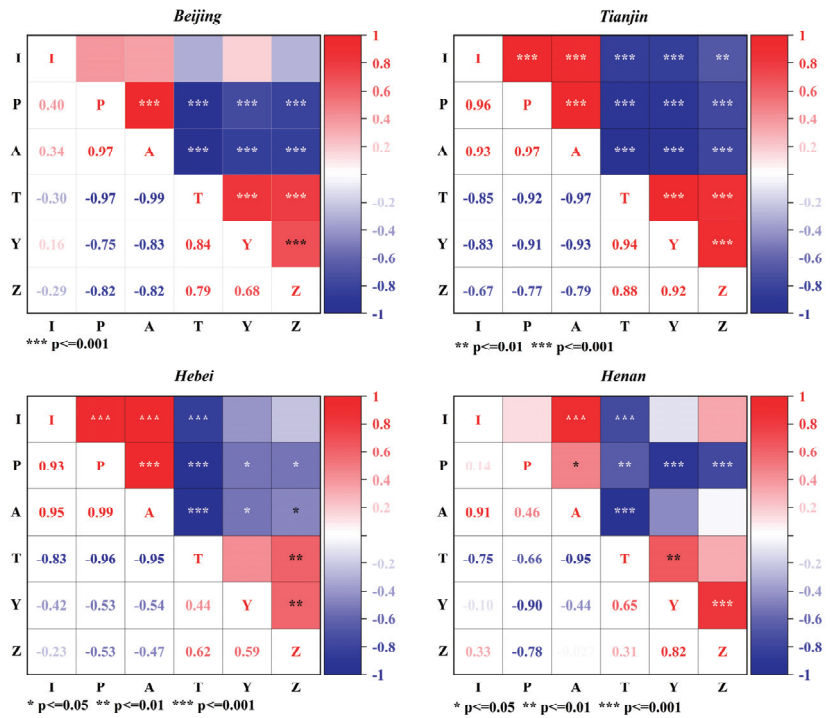 Beijing
I I 1
0.8
P 0.40 P *** *** *** *** 0.6
0.4
A 0.34 0.97 A *** *** *** 0.2
T -0.30 -0.97 -0.99 T *** *** -0.2
-0.4
Y 0.16 -0.75 -0.83 0.84 Y *** -0.6
-0.8
Z -0.29 -0.82 -0.82 0.79 0.68 Z -1
I P A T Y Z
*** p<=0.001
Tianjin
I I *** *** *** *** ** 1
0.8
P 0.96 P *** *** *** *** 0.6
0.4
A 0.93 0.97 A *** *** *** 0.2
T -0.85 -0.92 -0.97 T *** *** -0.2
-0.4
Y -0.83 -0.91 -0.93 0.94 Y *** -0.6
-0.8
Z -0.67 -0.77 -0.79 0.88 0.92 Z -1
I P A T Y Z
** p<=0.01 *** p<=0.001
Hebei
I I *** *** *** 1
0.8
P 0.93 P *** *** * * 0.6
0.4
A 0.95 0.99 A *** * * 0.2
T -0.83 -0.96 -0.95 T ** -0.2
-0.4
Y -0.42 -0.53 -0.54 0.44 Y ** -0.6
-0.8
Z -0.23 -0.53 -0.47 0.62 0.59 Z -1
I P A T Y Z
* p<=0.05 ** p<=0.01 *** p<=0.001
Henan
I I *** *** 1
0.8
P 0.14 P * ** *** *** 0.6
0.4
A 0.91 0.46 A *** 0.2
T -0.75 -0.66 -0.95 T ** -0.2
-0.4
Y -0.10 -0.90 -0.44 0.65 Y *** -0.6
-0.8
Z 0.33 -0.78 0.31 0.82 Z -1
I P A T Y Z
* p<=0.05 ** p<=0.01 *** p<=0.001